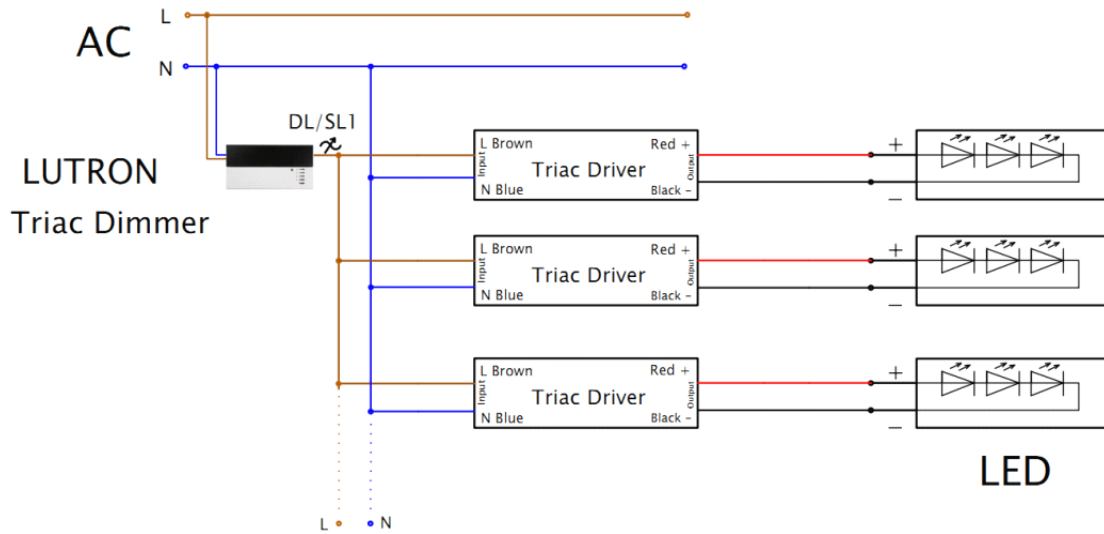 L
AC
N
DL/SL1
LUTRON
Triac Dimmer
L Brown
Red +
Input
Triac Driver
Output
N Blue
Black -
+
-
L Brown
Red +
Input
Triac Driver
Output
N Blue
Black -
+
-
L Brown
Red +
Input
Triac Driver
Output
N Blue
Black -
+
-
LED
L
N